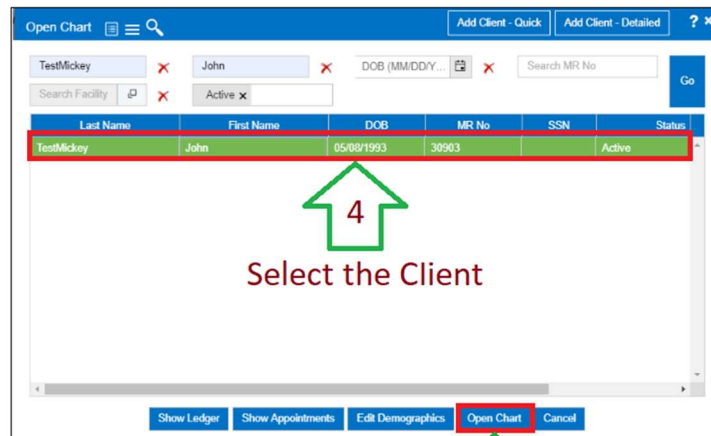 Open Chart Add Client - Quick Add Client - Detailed ?
TestMickey John DOB (MM/DD/Y... Search MR No
Go
Search Facility Active x
Last Name First Name DOB MR No SSN Status
TestMickey John 05/08/1993 30903 Active
4
Select the Client
Show Ledger Show Appointments Edit Demographics Open Chart Cancel